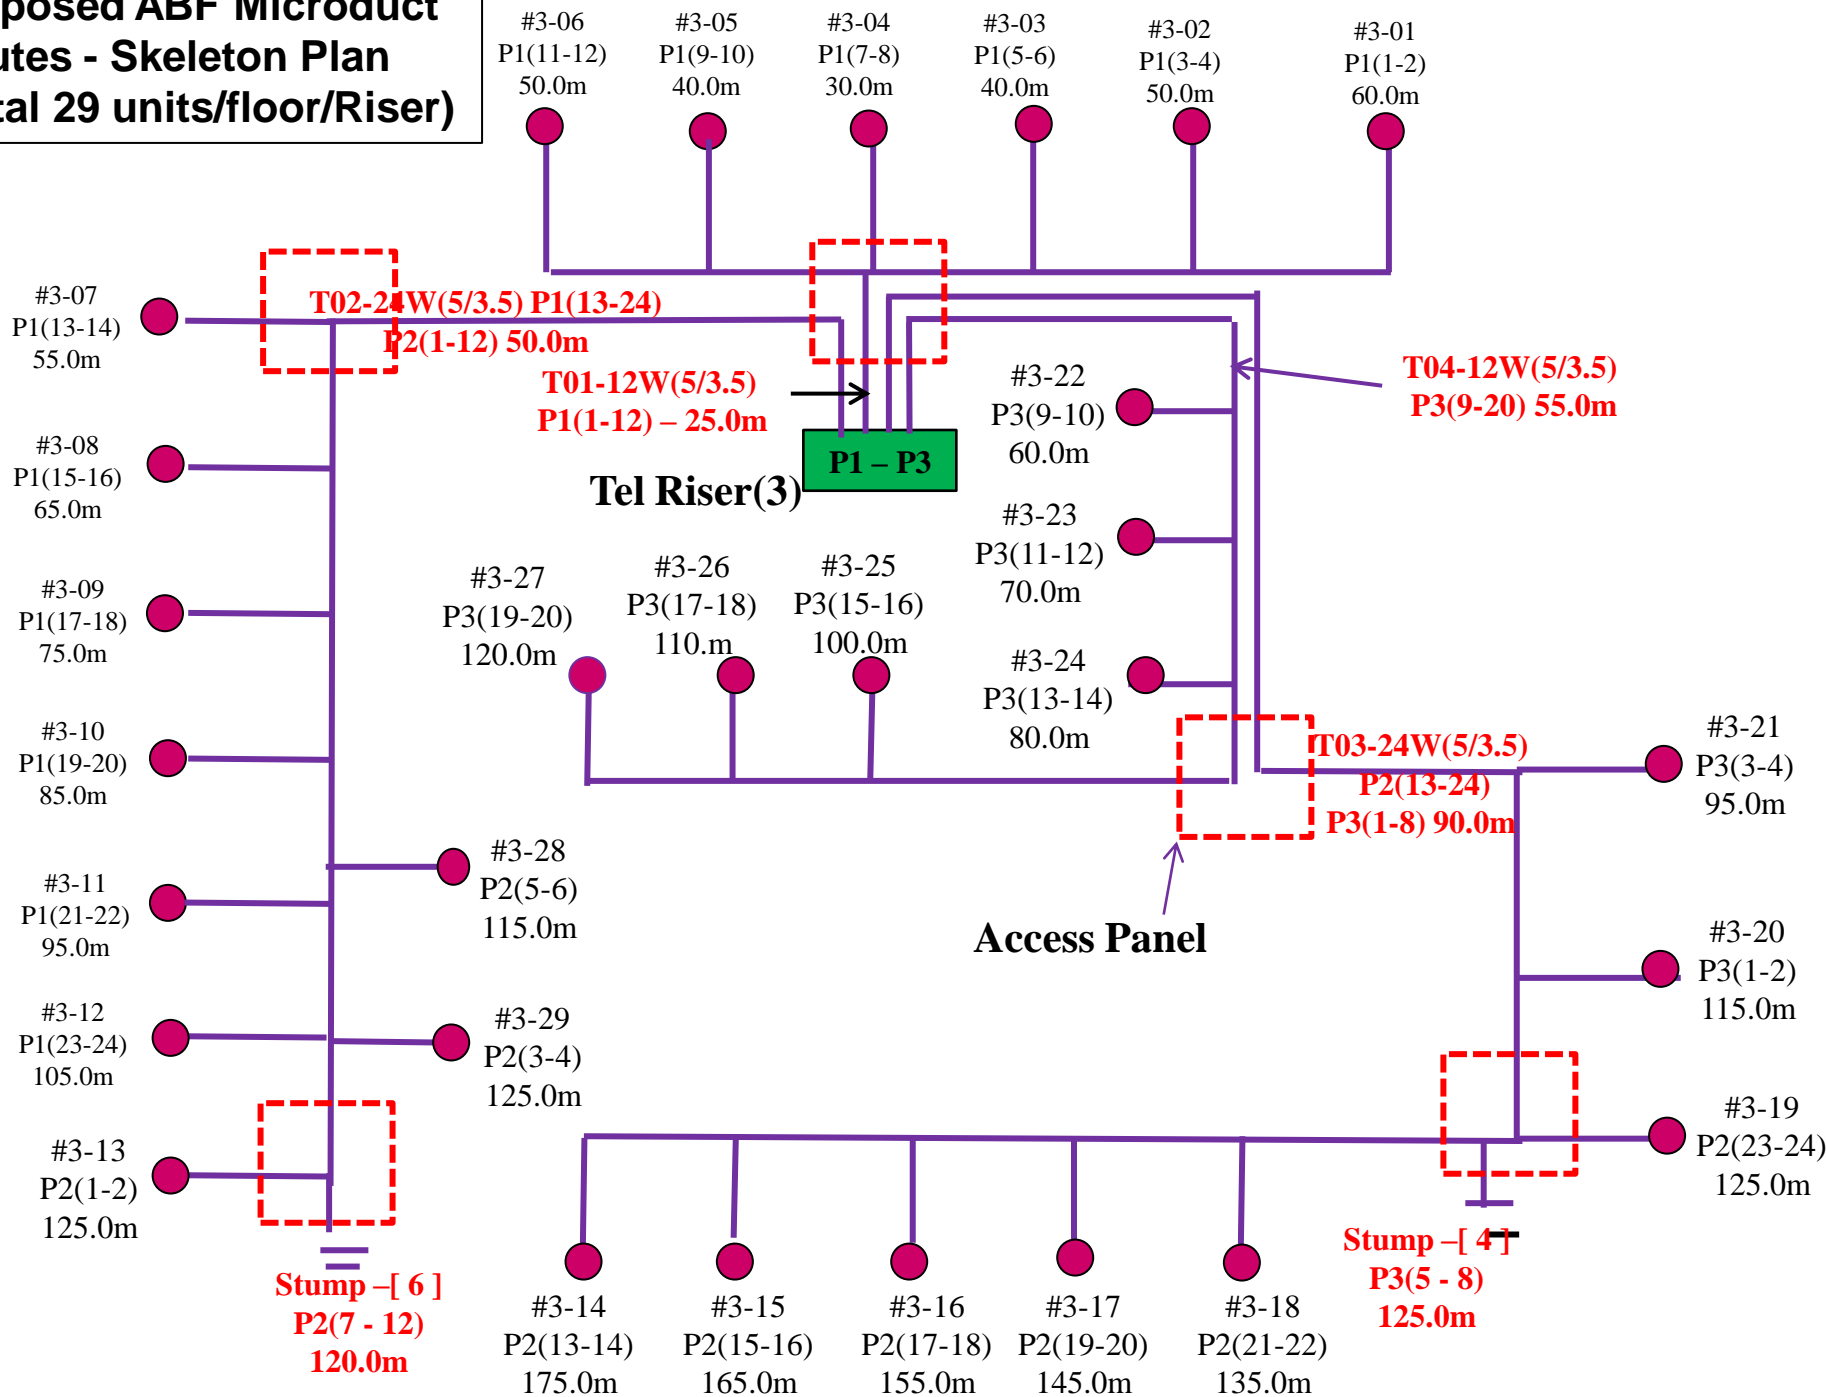 posed ABF Microduct
utes - Skeleton Plan
tal 29 units/floor/Riser)
#3-06
P1(11-12)
50.0m
#3-05
P1(9-10)
40.0m
#3-04
P1(7-8)
30.0m
#3-03
P1(5-6)
40.0m
#3-02
P1(3-4)
50.0m
#3-01
P1(1-2)
60.0m
#3-07
P1(13-14)
55.0m
T02-24W(5/3.5) P1(13-24)
P2(1-12) 50.0m
T01-12W(5/3.5)
P1(1-12) – 25.0m
P1 – P3
Tel Riser(3)
#3-22
P3(9-10)
60.0m
T04-12W(5/3.5)
P3(9-20) 55.0m
#3-08
P1(15-16)
65.0m
#3-23
P3(11-12)
70.0m
#3-09
P1(17-18)
75.0m
#3-27
P3(19-20)
120.0m
#3-26
P3(17-18)
110.m
#3-25
P3(15-16)
100.0m
#3-24
P3(13-14)
80.0m
#3-10
P1(19-20)
85.0m
T03-24W(5/3.5)
P2(13-24)
P3(1-8) 90.0m
#3-21
P3(3-4)
95.0m
#3-11
P1(21-22)
95.0m
#3-28
P2(5-6)
115.0m
Access Panel
#3-20
P3(1-2)
115.0m
#3-12
P1(23-24)
105.0m
#3-29
P2(3-4)
125.0m
#3-13
P2(1-2)
125.0m
#3-19
P2(23-24)
125.0m
Stump –[ 6 ]
P2(7 - 12)
120.0m
#3-14
P2(13-14)
175.0m
#3-15
P2(15-16)
165.0m
#3-16
P2(17-18)
155.0m
#3-17
P2(19-20)
145.0m
#3-18
P2(21-22)
135.0m
Stump –[ 4 ]
P3(5 - 8)
125.0m